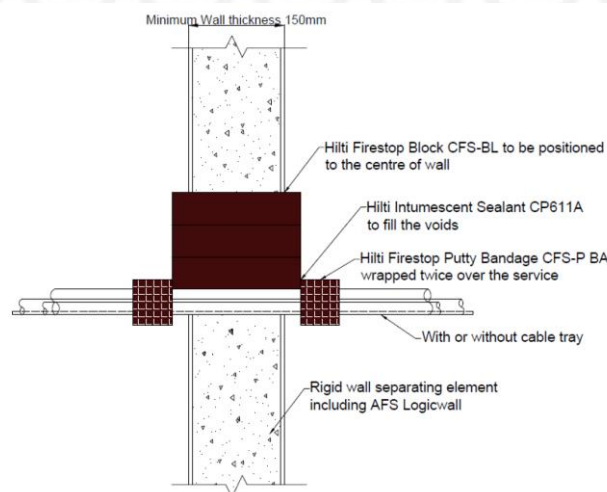 Minimum Wall thickness 150mm
Hilti Firestop Block CFS-BL to be positioned
to the centre of wall
Hilti Intumescent Sealant CP611A
to fill the voids
Hilti Firestop Putty Bandage CFS-P BA
wrapped twice over the service
With or without cable tray
Rigid wall separating element
including AFS Logicwall